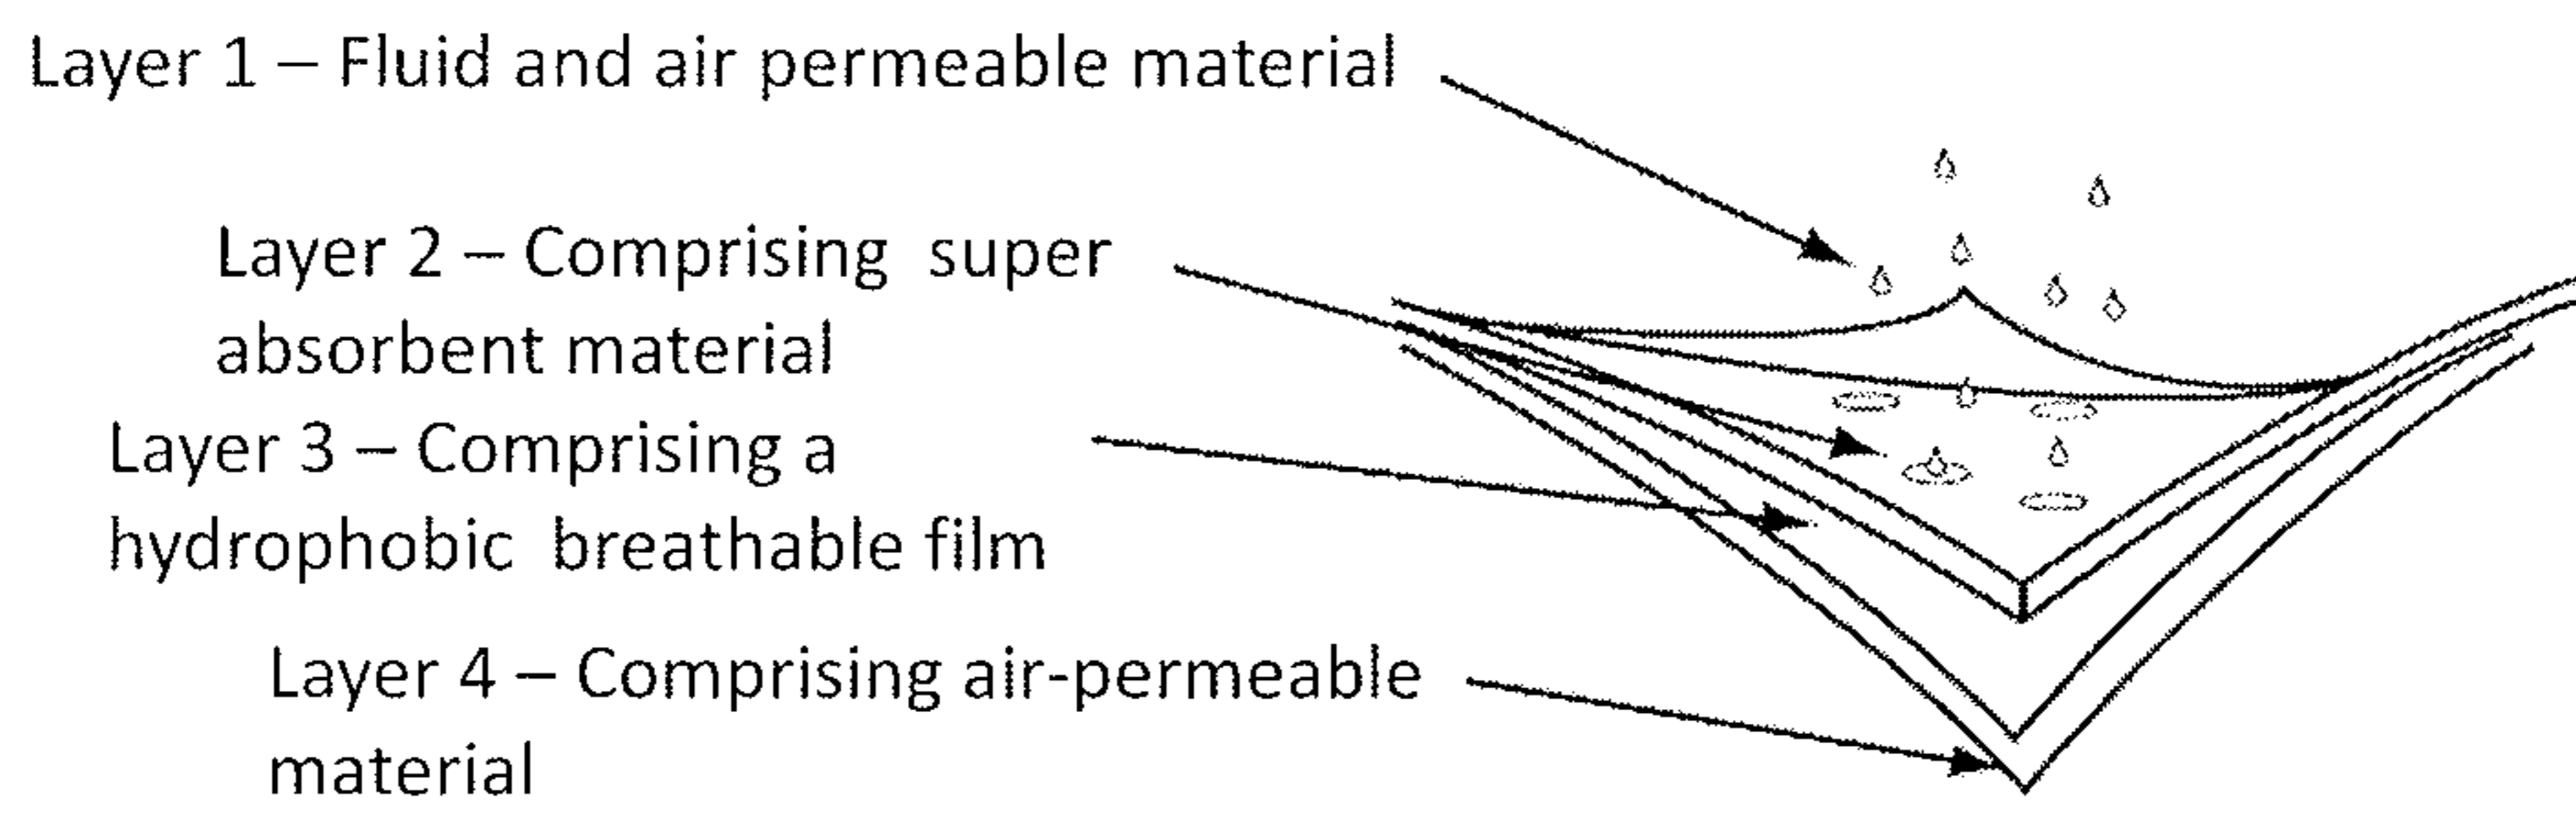 Layer 1 – Fluid and air permeable material
Layer 2 – Comprising super
absorbent material
Layer 3 – Comprising a
hydrophobic breathable film
Layer 4 – Comprising air-permeable
material